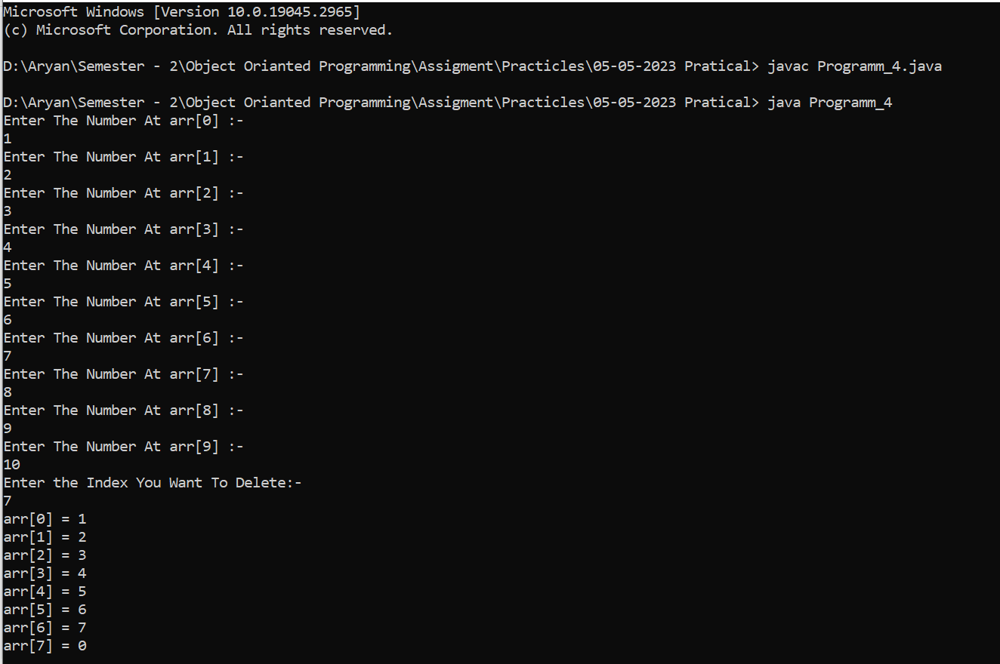 Microsoft Windows [Version 10.0.19045.2965]
(c) Microsoft Corporation. All rights reserved.
D:\Aryan\Semester - 2\Object Orianted Programming\Assigment\Practicles\05-05-2023 Pratical> javac Programm_4.java
D:\Aryan\Semester - 2\Object Orianted Programming\Assigment\Practicles\05-05-2023 Pratical> java Programm_4
Enter The Number At arr[0] :-
1
Enter The Number At arr[1] :-
2
Enter The Number At arr[2] :-
3
Enter The Number At arr[3] :-
4
Enter The Number At arr[4] :-
5
Enter The Number At arr[5] :-
6
Enter The Number At arr[6] :-
7
Enter The Number At arr[7] :-
8
Enter The Number At arr[8] :-
9
Enter The Number At arr[9] :-
10
Enter the Index You Want To Delete:-
7
arr[0] = 1
arr[1] = 2
arr[2] = 3
arr[3] = 4
arr[4] = 5
arr[5] = 6
arr[6] = 7
arr[7] = 0